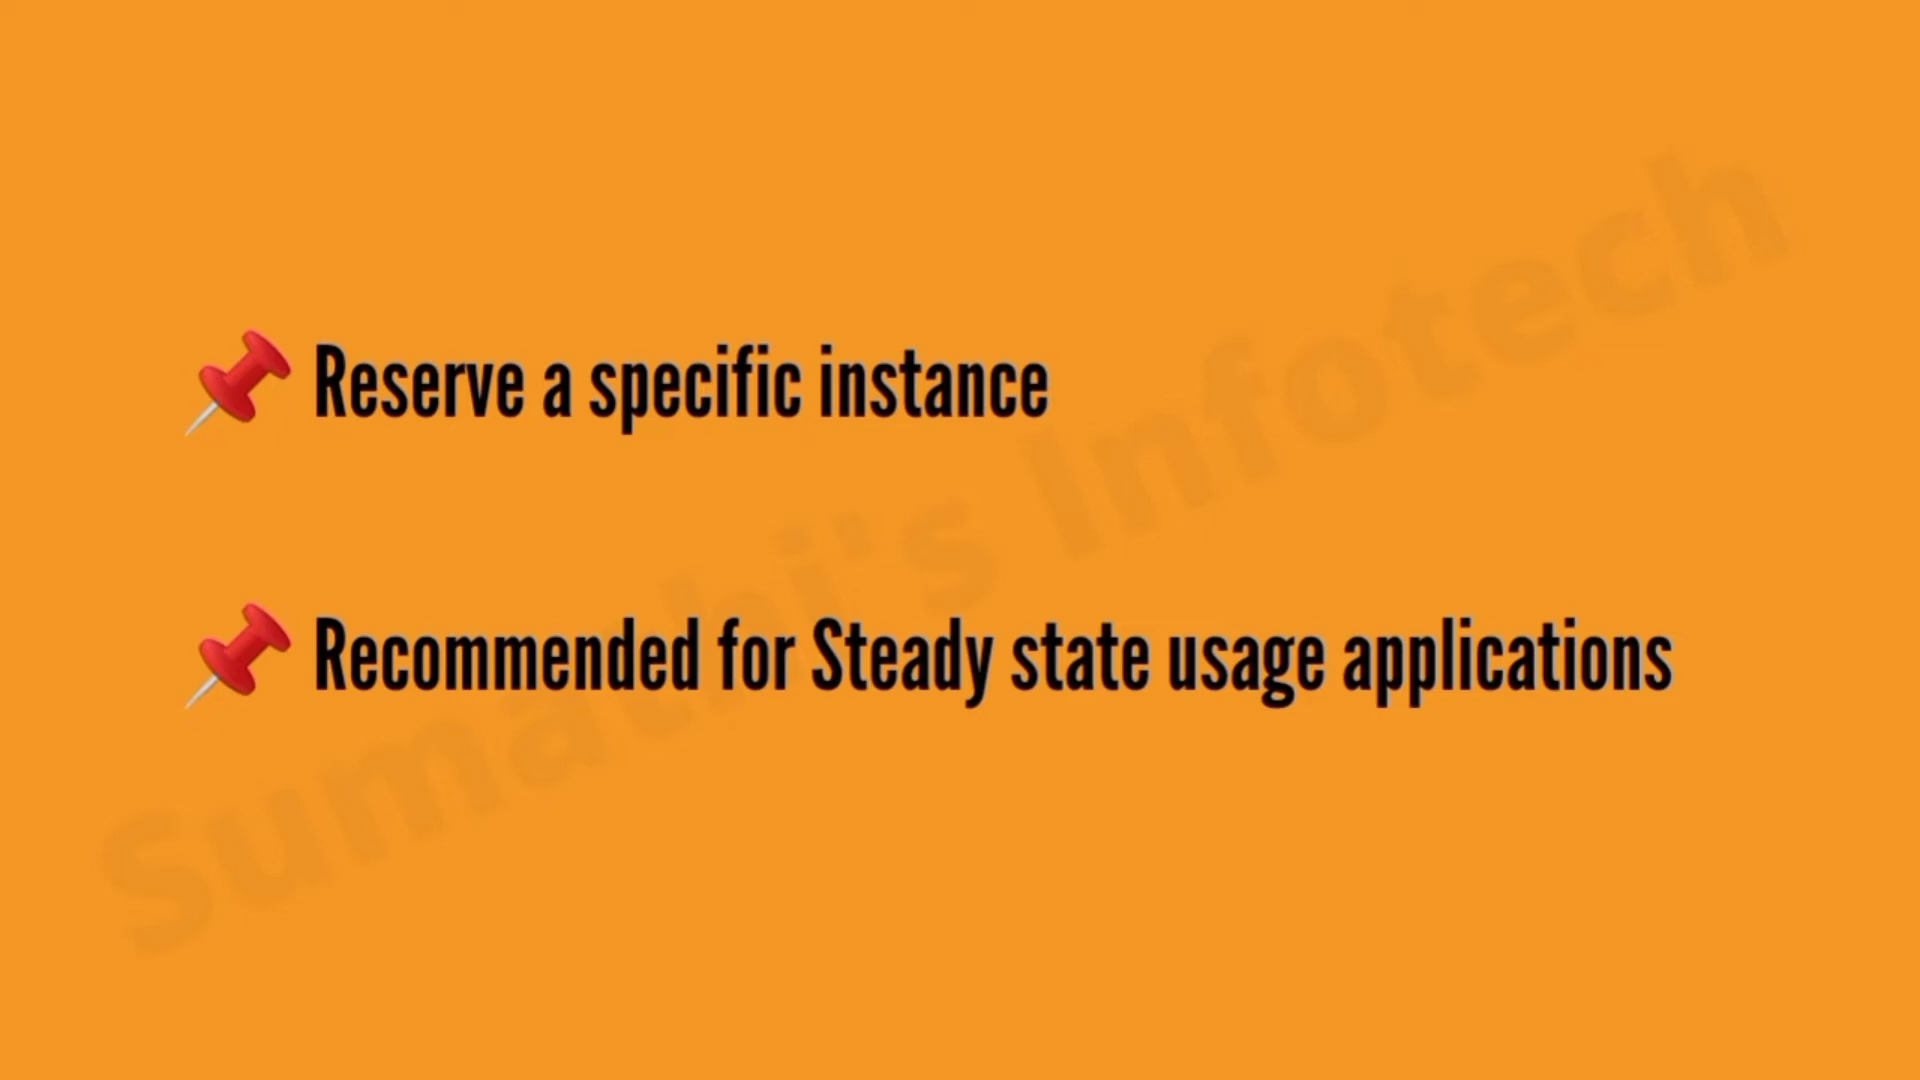 Reserve a specific instance
Recommended for Steady state usage applications
Sumathi's Infotech